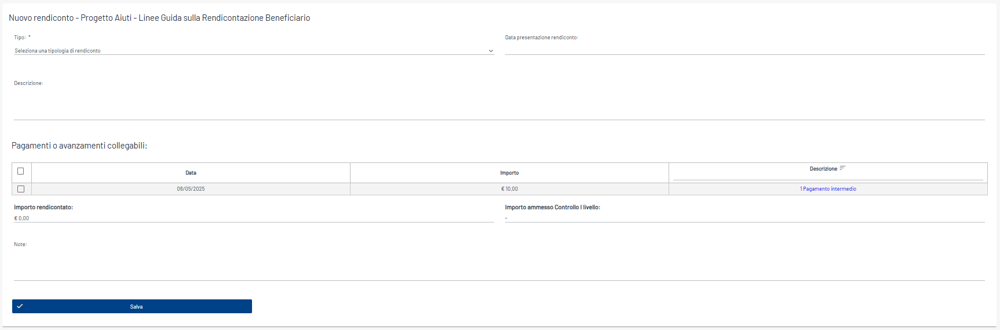 Nuovo rendiconto - Progetto Aiuti - Linee Guida sulla Rendicontazione Beneficiario
Tipo: *
Data presentazione rendiconto:
Seleziona una tipologia di rendiconto
Descrizione:
Pagamenti o avanzamenti collegabili:
Data Importo Descrizione
06/05/2025 € 10,00 1 Pagamento intermedio
Importo rendicontato:
Importo ammesso Controllo I livello:
€ 0,00
-
Note:
Salva